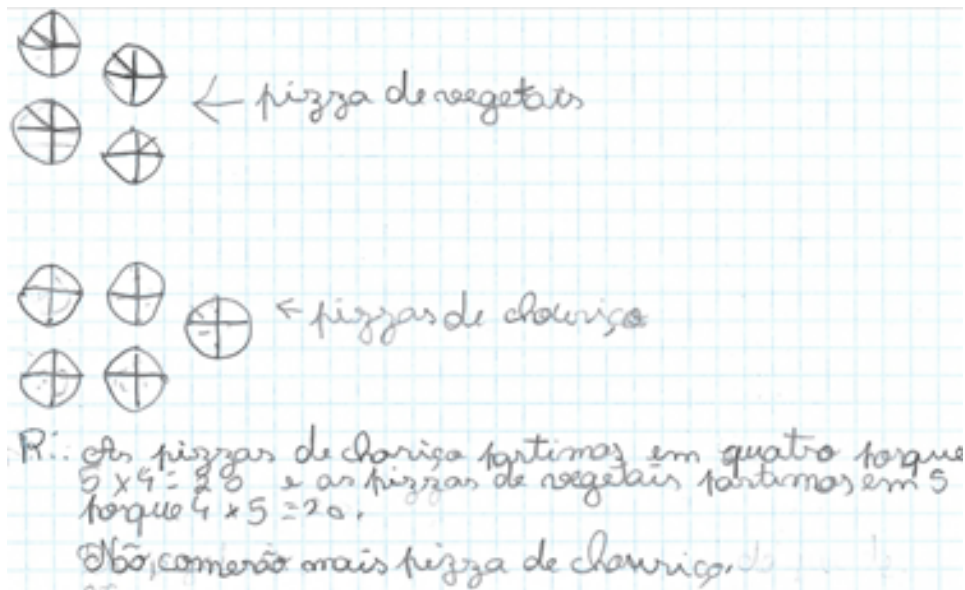 ← pizza de vegetais
← pizzas de chouriço
R.: As pizzas de choriço partimos em quatro porque
5 x 4 = 20 e as pizzas de vegetais partimos em 5
porque 4 x 5 = 20.
Não, comerão mais pizza de chouriço.